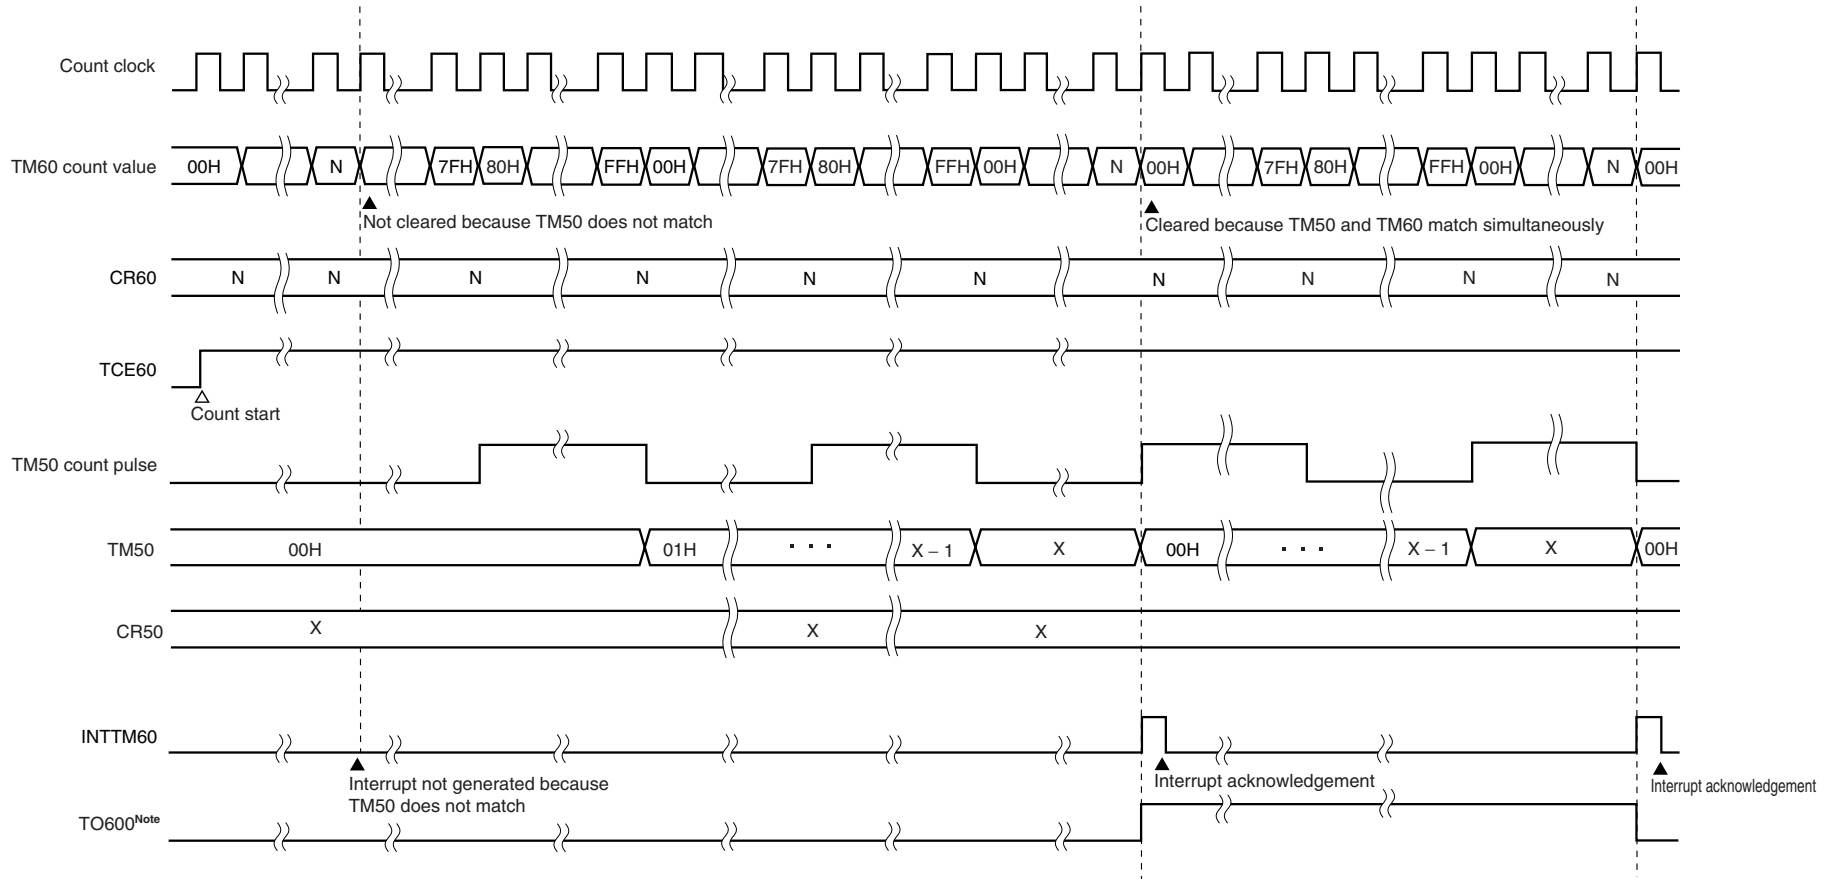 Count clock
TM60 count value 00H N 7FH 80H FFH 00H 7FH 80H FFH 00H N 00H 7FH 80H FFH 00H N 00H
Not cleared because TM50 does not match
Cleared because TM50 and TM60 match simultaneously
CR60 N N N N N N N N N N
TCE60
Count start
TM50 count pulse
TM50 00H 01H · · · X – 1 X 00H · · · X – 1 X 00H
CR50 X X X
INTTM60
Interrupt not generated because
TM50 does not match
Interrupt acknowledgement
Interrupt acknowledgement
TO600Note